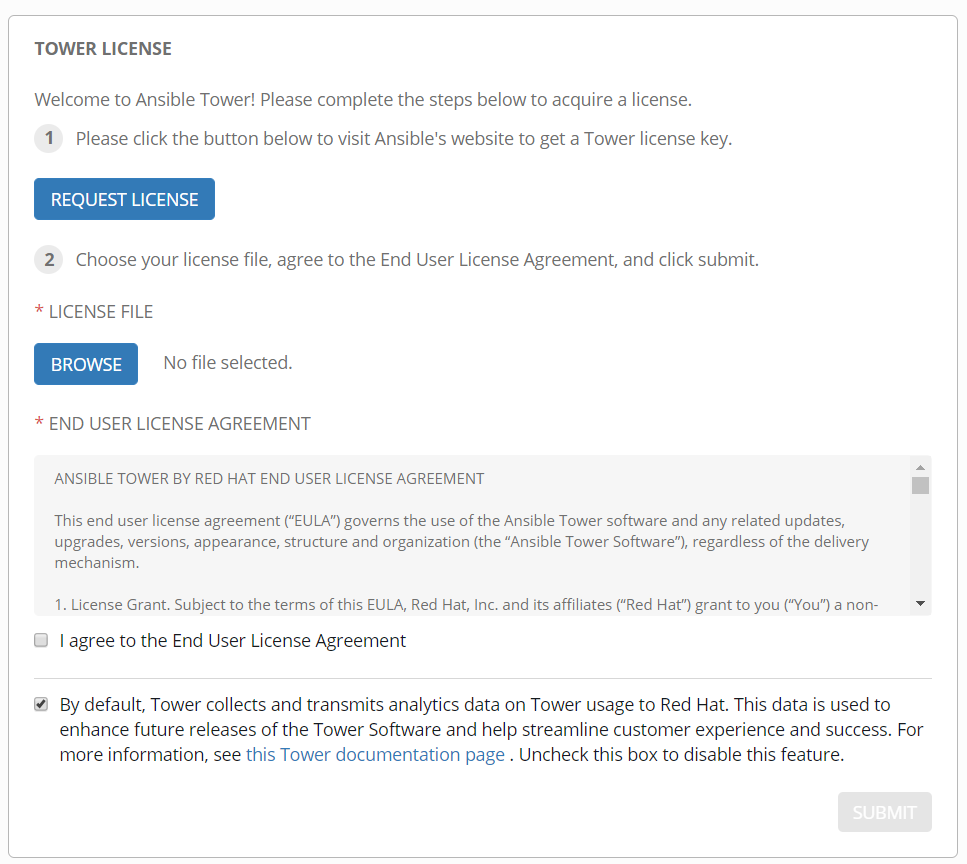 TOWER LICENSE
Welcome to Ansible Tower! Please complete the steps below to acquire a license.
1 Please click the button below to visit Ansible's website to get a Tower license key.
REQUEST LICENSE
2 Choose your license file, agree to the End User License Agreement, and click submit.
* LICENSE FILE
BROWSE No file selected.
* END USER LICENSE AGREEMENT
ANSIBLE TOWER BY RED HAT END USER LICENSE AGREEMENT
This end user license agreement (“EULA”) governs the use of the Ansible Tower software and any related updates,
upgrades, versions, appearance, structure and organization (the “Ansible Tower Software”), regardless of the delivery
mechanism.
1. License Grant. Subject to the terms of this EULA, Red Hat, Inc. and its affiliates (“Red Hat”) grant to you (“You”) a non-
I agree to the End User License Agreement
By default, Tower collects and transmits analytics data on Tower usage to Red Hat. This data is used to
enhance future releases of the Tower Software and help streamline customer experience and success. For
more information, see this Tower documentation page . Uncheck this box to disable this feature.
SUBMIT